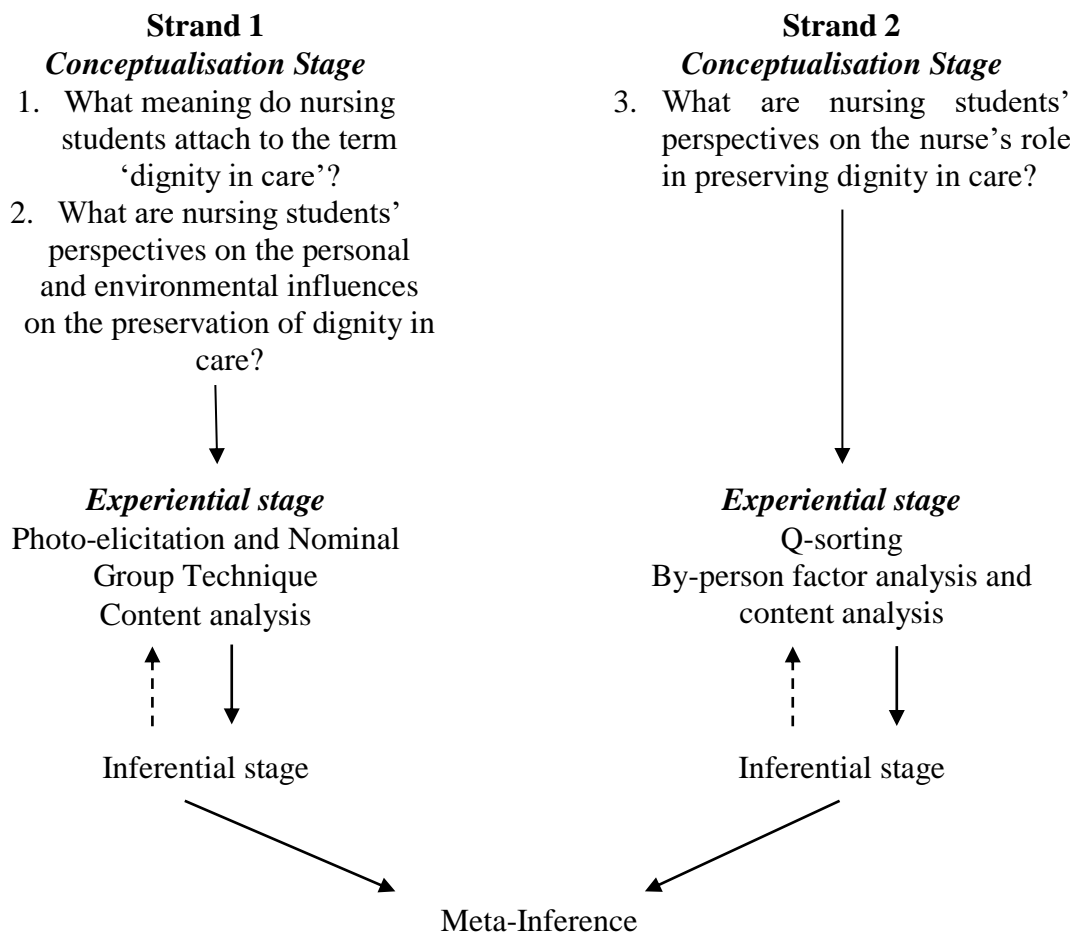 Strand 1
Conceptualisation Stage
1. What meaning do nursing
students attach to the term
‘dignity in care’?
2. What are nursing students’
perspectives on the personal
and environmental influences
on the preservation of dignity in
care?
Experiential stage
Photo-elicitation and Nominal
Group Technique
Content analysis
Inferential stage
Strand 2
Conceptualisation Stage
3. What are nursing students’
perspectives on the nurse’s role
in preserving dignity in care?
Experiential stage
Q-sorting
By-person factor analysis and
content analysis
Inferential stage
Meta-Inference